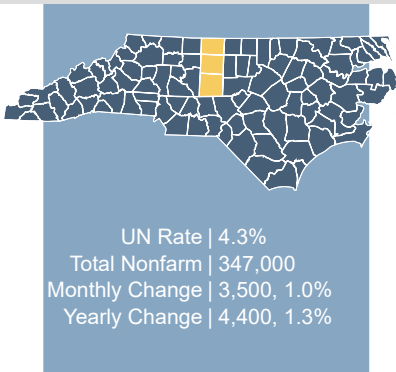 UN Rate | 4.3%
Total Nonfarm | 347,000
Monthly Change | 3,500, 1.0%
Yearly Change | 4,400, 1.3%